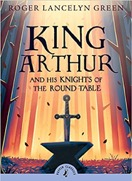 ROGER LANCELYN GREEN
KING
ARTHUR
AND HIS KNIGHTS OF
THE ROUND TABLE